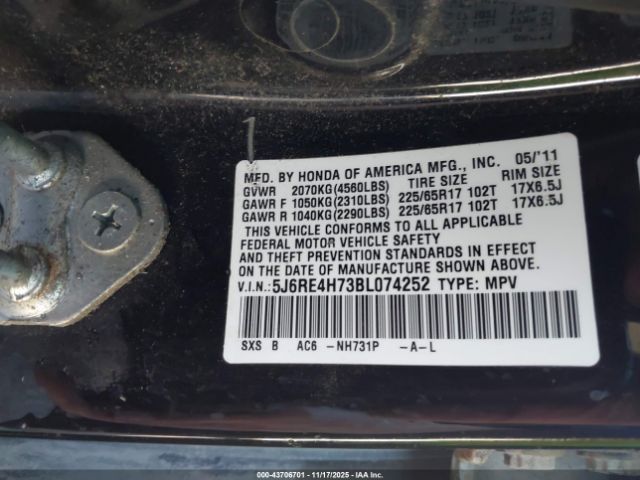 MFD. BY HONDA OF AMERICA MFG., INC. 05/'11
GVWR 2070KG(4560LBS) TIRE SIZE RIM SIZE
GAWR F 1050KG(2310LBS) 225/65R17 102T 17X6.5J
GAWR R 1040KG(2290LBS) 225/65R17 102T 17X6.5J
THIS VEHICLE CONFORMS TO ALL APPLICABLE
FEDERAL MOTOR VEHICLE SAFETY
AND THEFT PREVENTION STANDARDS IN EFFECT
ON THE DATE OF MANUFACTURE SHOWN ABOVE.
V.I.N.: 5J6RE4H73BL074252 TYPE: MPV
SXS B AC6 -NH731P -A-L
00-43706701 - 11/17/2025 - IAA Inc.